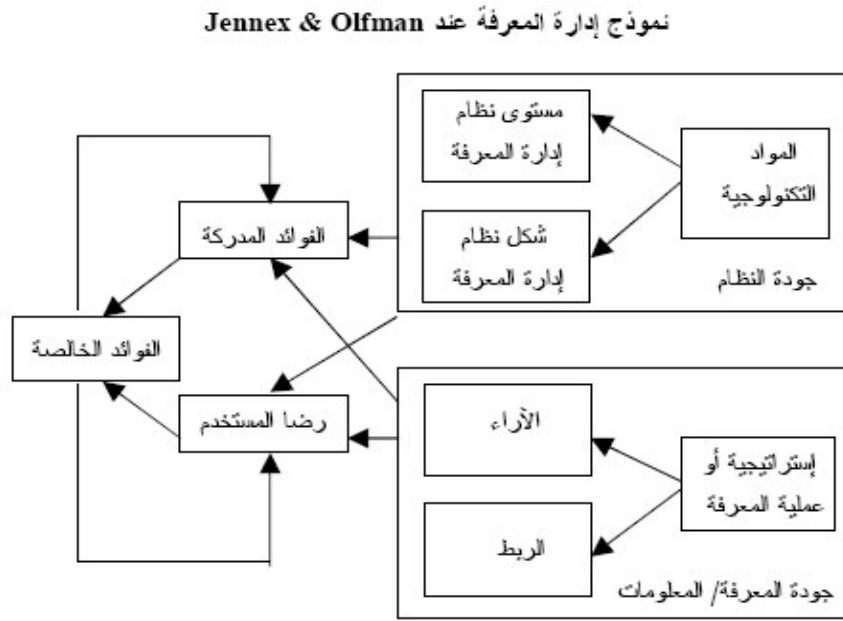 نموذج إدارة المعرفة عند Jennex & Olfman
المواد
التكنولوجية
مستوى نظام
إدارة المعرفة
شكل نظام
إدارة المعرفة
جودة النظام
الفوائد المدركة
الفوائد الخالصة
رضا المستخدم
إستراتيجية أو
عملية المعرفة
الآراء
الربط
جودة المعرفة/ المعلومات